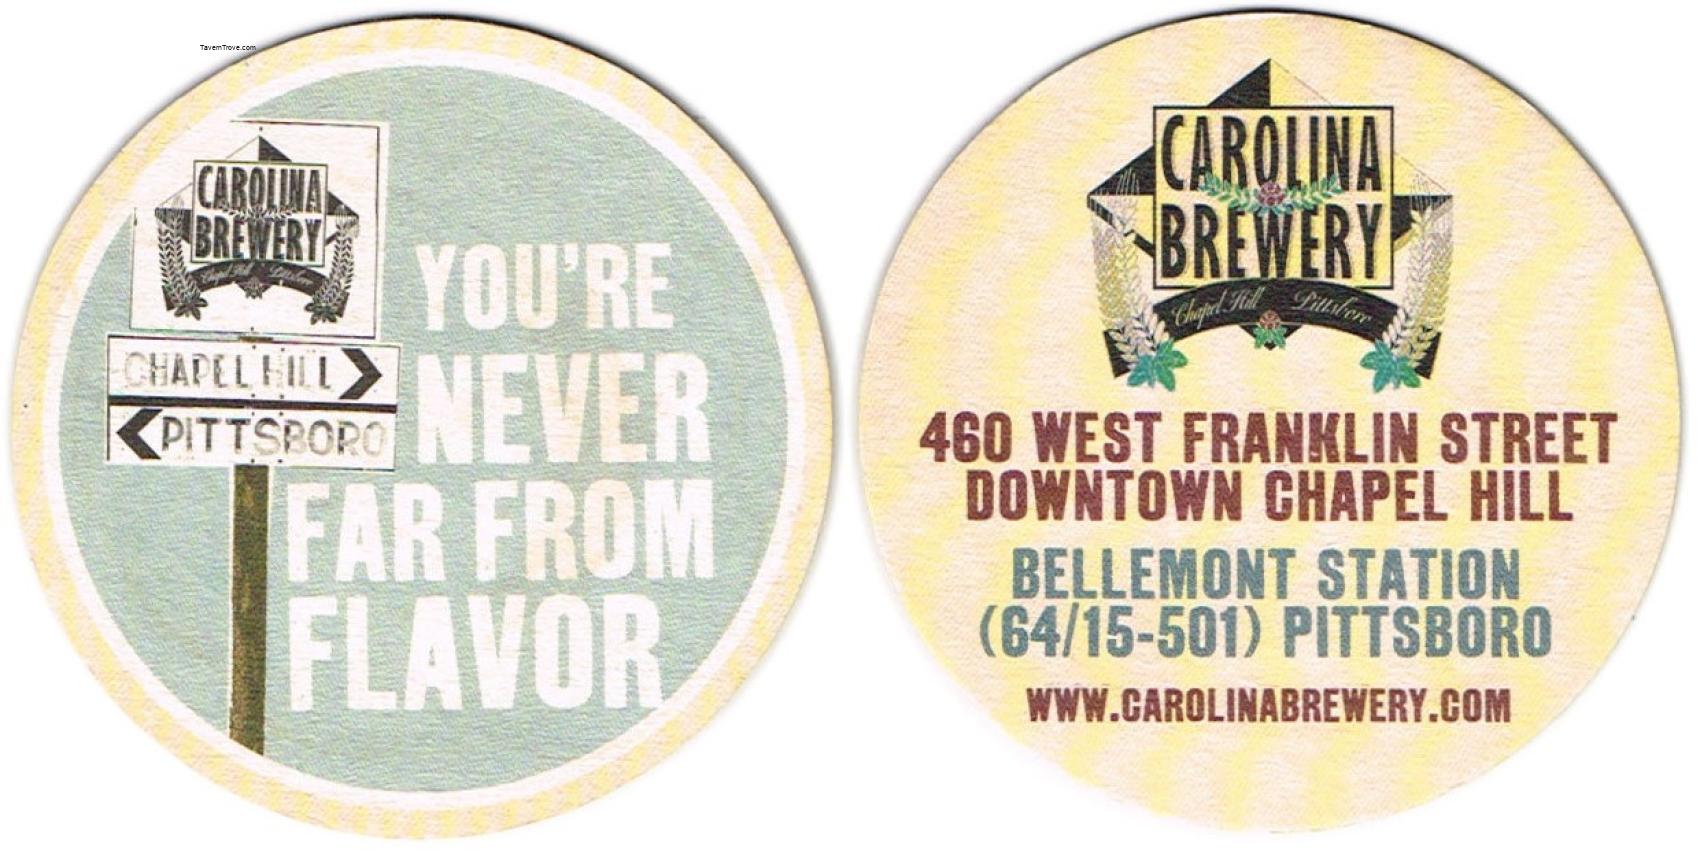 TavernTrove.com
CAROLINA
BREWERY
Chapel Hill Pittsboro
CHAPEL HILL
PITTSBORO
YOU'RE
NEVER
FAR FROM
FLAVOR
CAROLINA
BREWERY
Chapel Hill Pittsboro
460 WEST FRANKLIN STREET
DOWNTOWN CHAPEL HILL
BELLEMONT STATION
(64/15-501) PITTSBORO
WWW.CAROLINABREWERY.COM